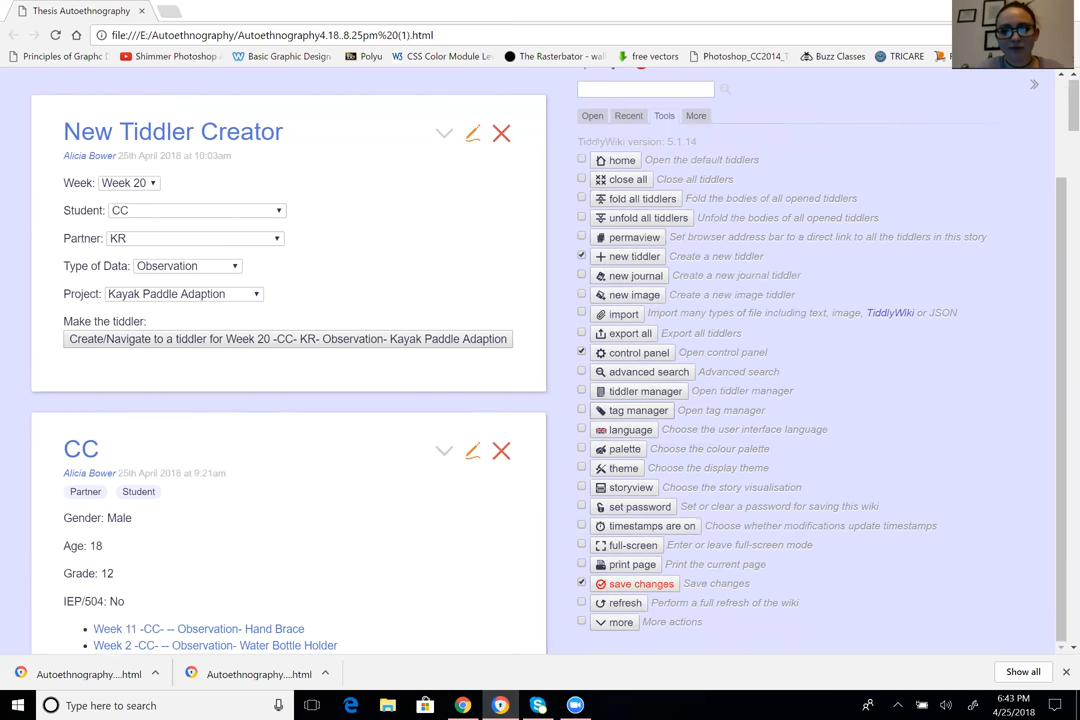 Thesis Autoethnography
file:///E:/Autoethnography/Autoethnography4.18..8.25pm%20(1).html
Principles of Graphic D
Shimmer Photoshop
Basic Graphic Design
Polyu
CSS Color Module Le
The Rasterbator - wal
free vectors
Photoshop_CC2014_T
Buzz Classes
TRICARE
New Tiddler Creator
Alicia Bower 25th April 2018 at 10:03am
Week: Week 20
Student: CC
Partner: KR
Type of Data: Observation
Project: Kayak Paddle Adaption
Make the tiddler:
Create/Navigate to a tiddler for Week 20 -CC- KR- Observation- Kayak Paddle Adaption
CC
Alicia Bower 25th April 2018 at 9:21am
Partner Student
Gender: Male
Age: 18
Grade: 12
IEP/504: No
• Week 11 -CC- -- Observation- Hand Brace
• Week 2 -CC- -- Observation- Water Bottle Holder
Open Recent Tools More
TiddlyWiki version: 5.1.14
home Open the default tiddlers
close all Close all tiddlers
fold all tiddlers Fold the bodies of all opened tiddlers
unfold all tiddlers Unfold the bodies of all opened tiddlers
permaview Set browser address bar to a direct link to all the tiddlers in this story
new tiddler Create a new tiddler
new journal Create a new journal tiddler
new image Create a new image tiddler
import Import many types of file including text, image, TiddlyWiki or JSON
export all Export all tiddlers
control panel Open control panel
advanced search Advanced search
tiddler manager Open tiddler manager
tag manager Open tag manager
language Choose the user interface language
palette Choose the colour palette
theme Choose the display theme
storyview Choose the story visualisation
set password Set or clear a password for saving this wiki
timestamps are on Choose whether modifications update timestamps
full-screen Enter or leave full-screen mode
print page Print the current page
save changes Save changes
refresh Perform a full refresh of the wiki
more More actions
Autoethnography....html
Autoethnography....html
Show all
Type here to search
6:43 PM
4/25/2018